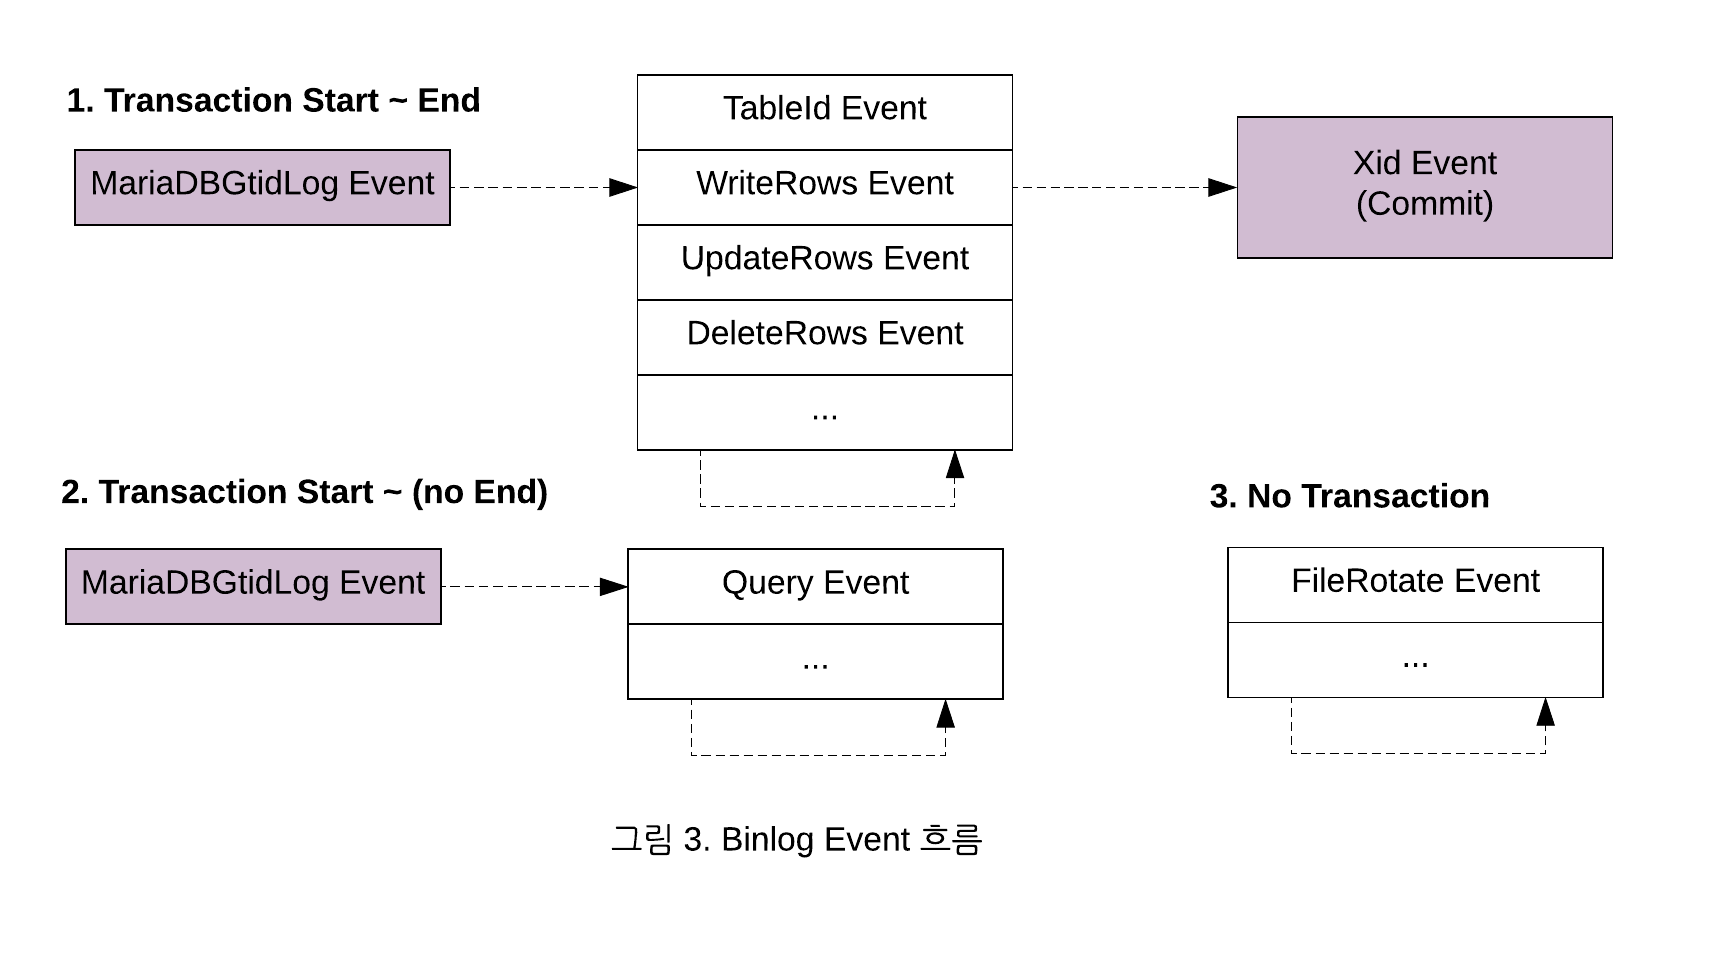 1. Transaction Start ~ End
MariaDBGtidLog Event
TableId Event
WriteRows Event
UpdateRows Event
DeleteRows Event
...
Xid Event
(Commit)
2. Transaction Start ~ (no End)
MariaDBGtidLog Event
Query Event
...
3. No Transaction
FileRotate Event
...
그림 3. Binlog Event 흐름